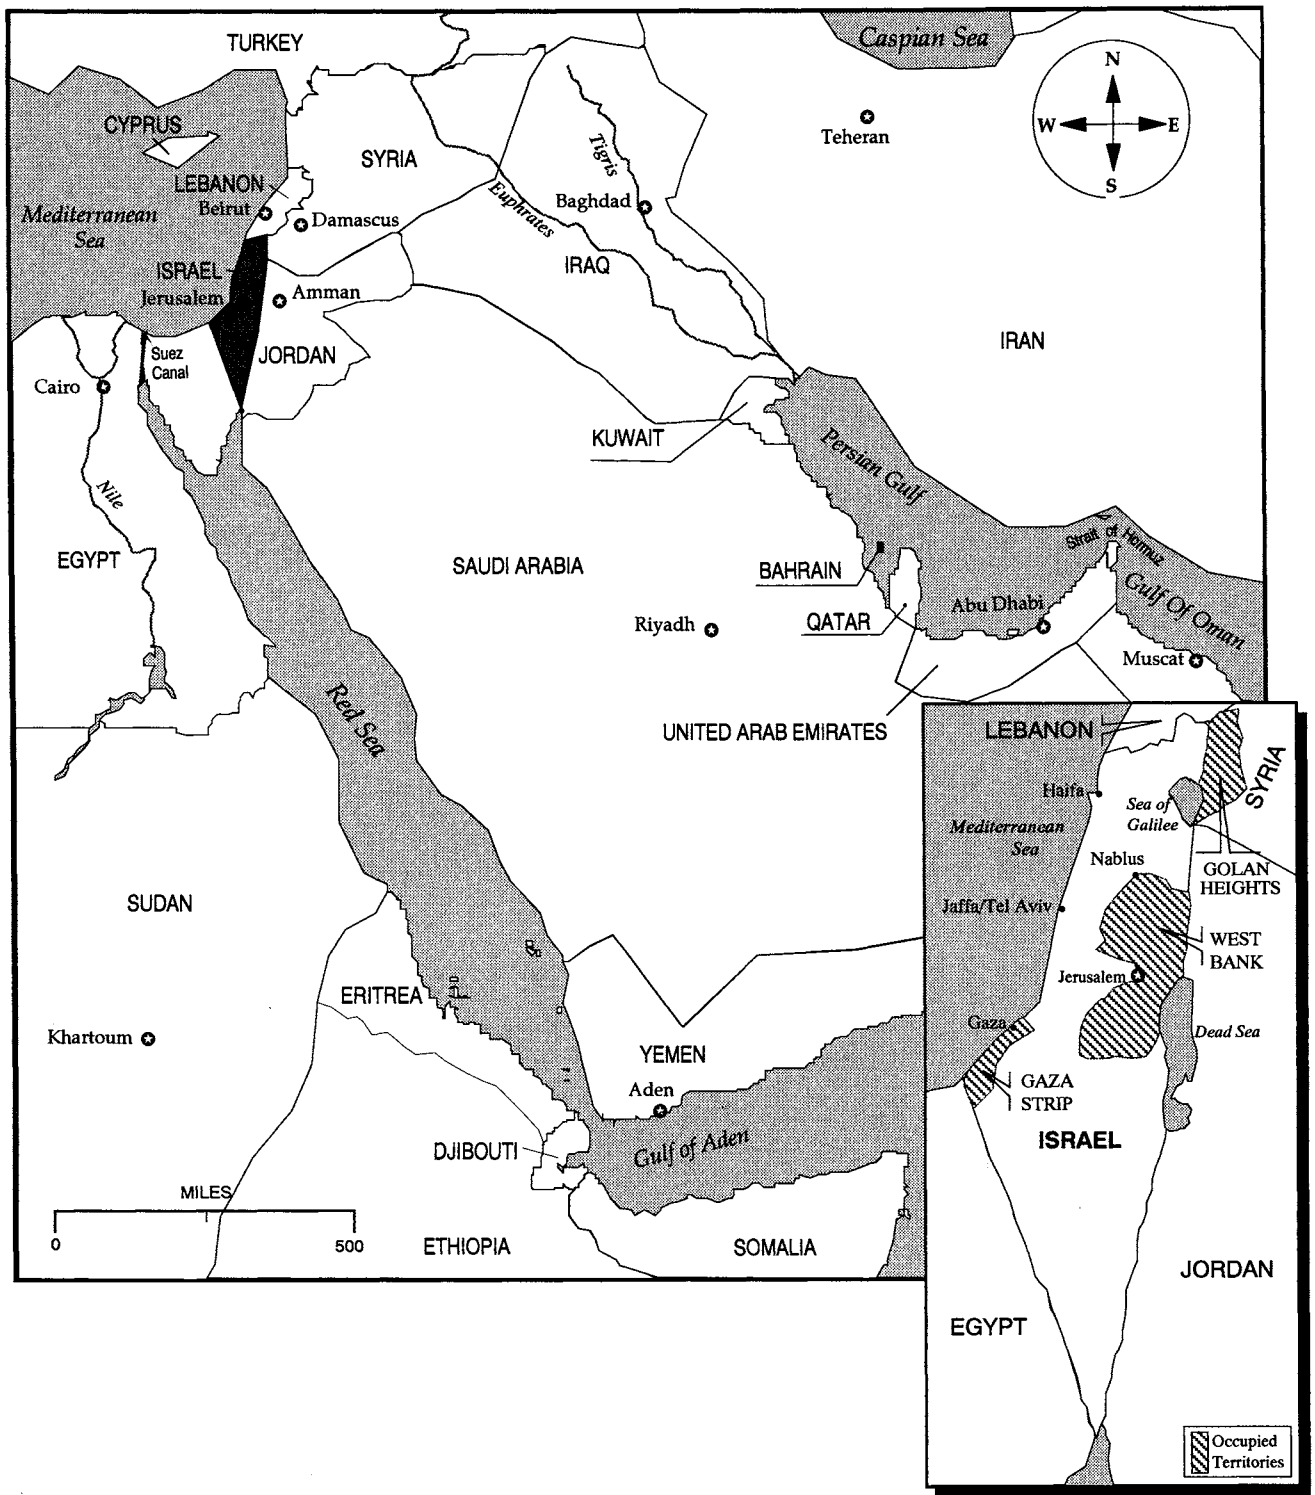 TURKEY
Caspian Sea
N
W
E
S
CYPRUS
Teheran
SYRIA
Tigris
LEBANON
Beirut
Baghdad
Euphrates
Mediterranean
Sea
Damascus
ISRAEL
IRAQ
Jerusalem
Amman
IRAN
Suez
Canal
JORDAN
Cairo
KUWAIT
Persian Gulf
Nile
Strait of Hormuz
EGYPT
SAUDI ARABIA
BAHRAIN
Gulf Of Oman
Abu Dhabi
QATAR
Riyadh
Muscat
Red Sea
UNITED ARAB EMIRATES
SUDAN
ERITREA
Khartoum
YEMEN
Aden
DJIBOUTI
Gulf of Aden
MILES
0
500
ETHIOPIA
SOMALIA
LEBANON
SYRIA
Haifa
Sea of
Galilee
Mediterranean
Sea
Nablus
GOLAN
HEIGHTS
Jaffa/Tel Aviv
WEST
BANK
Jerusalem
Gaza
Dead Sea
GAZA
STRIP
ISRAEL
JORDAN
EGYPT
Occupied
Territories